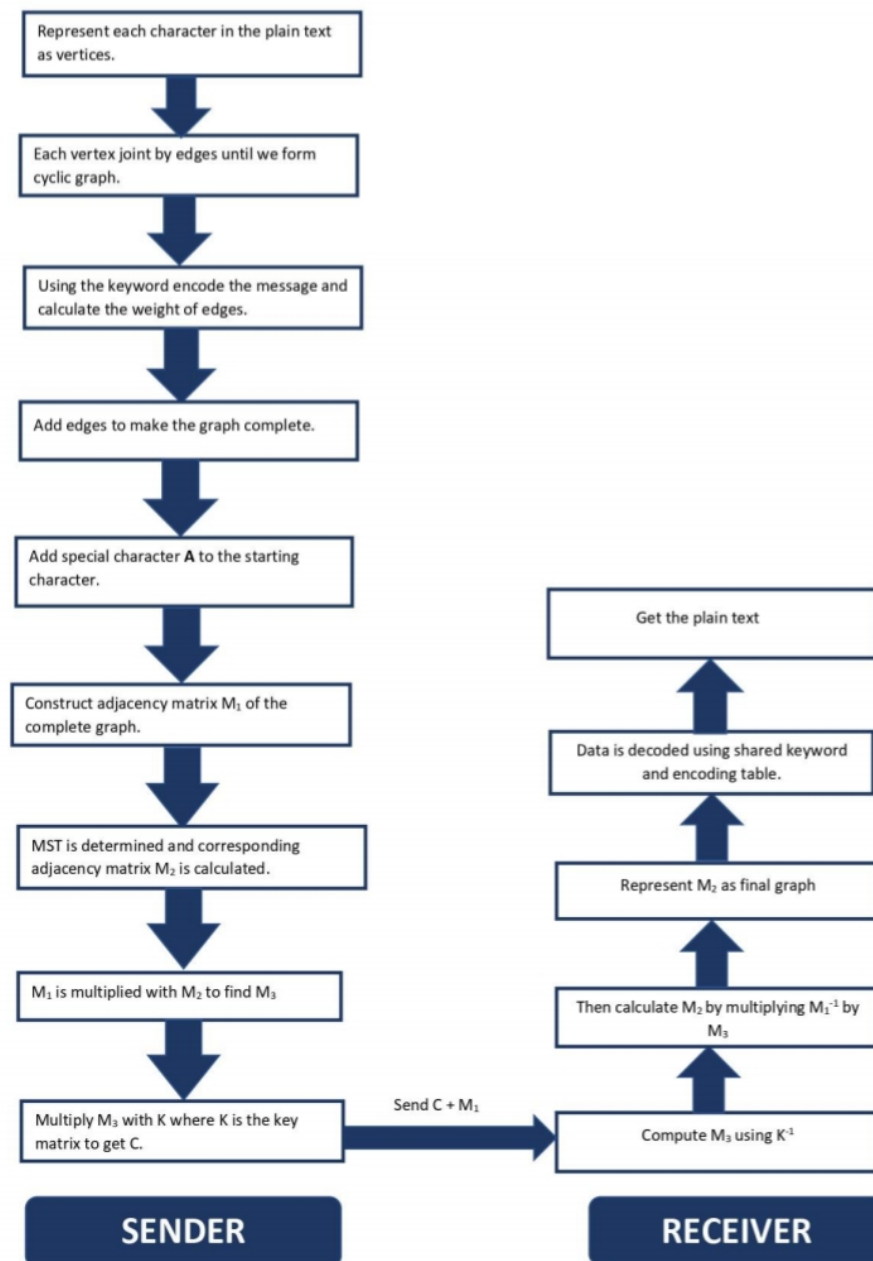 Represent each character in the plain text
as vertices.
Each vertex joint by edges until we form
cyclic graph.
Using the keyword encode the message and
calculate the weight of edges.
Add edges to make the graph complete.
Add special character A to the starting
character.
Construct adjacency matrix M₁ of the
complete graph.
MST is determined and corresponding
adjacency matrix M₂ is calculated.
M₁ is multiplied with M₂ to find M₃
Multiply M₃ with K where K is the key
matrix to get C.
Send C + M₁
Compute M₃ using K⁻¹
Then calculate M₂ by multiplying M₁⁻¹ by
M₃
Represent M₂ as final graph
Data is decoded using shared keyword
and encoding table.
Get the plain text
SENDER
RECEIVER